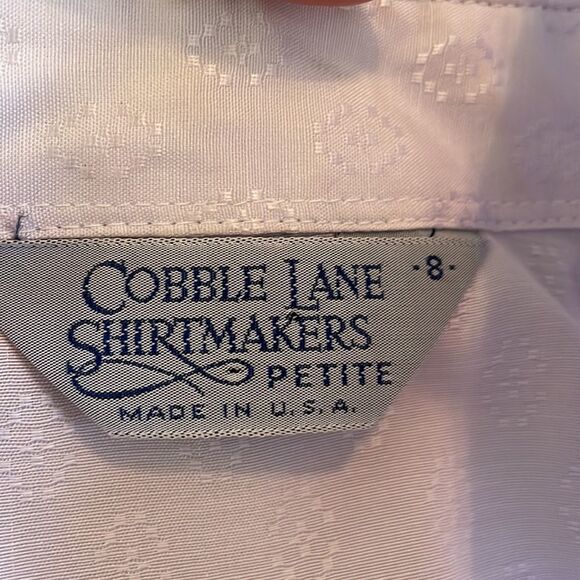 COBBLE LANE
·8·
SHIRTMAKERS
PETITE
MADE IN U.S.A.